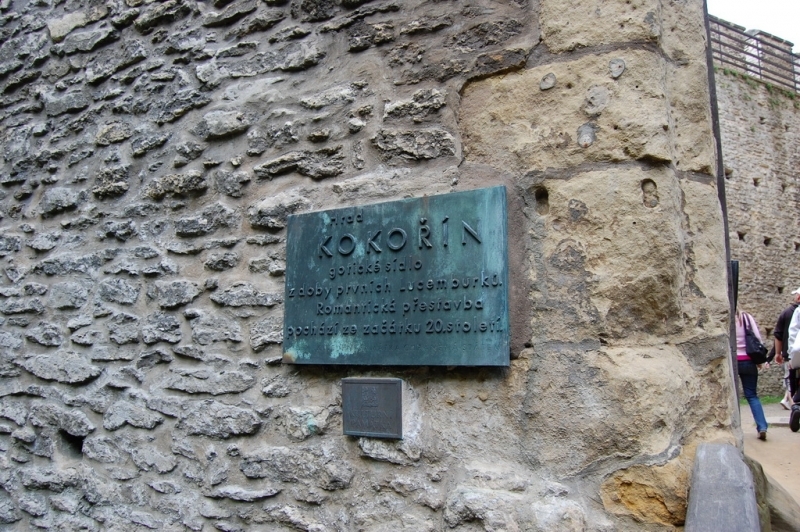 Hrad
KOKOŘÍN
gotické sídlo
z doby prvních Lucemburků.
Romantická přestavba
pochází ze začátku 20. století.